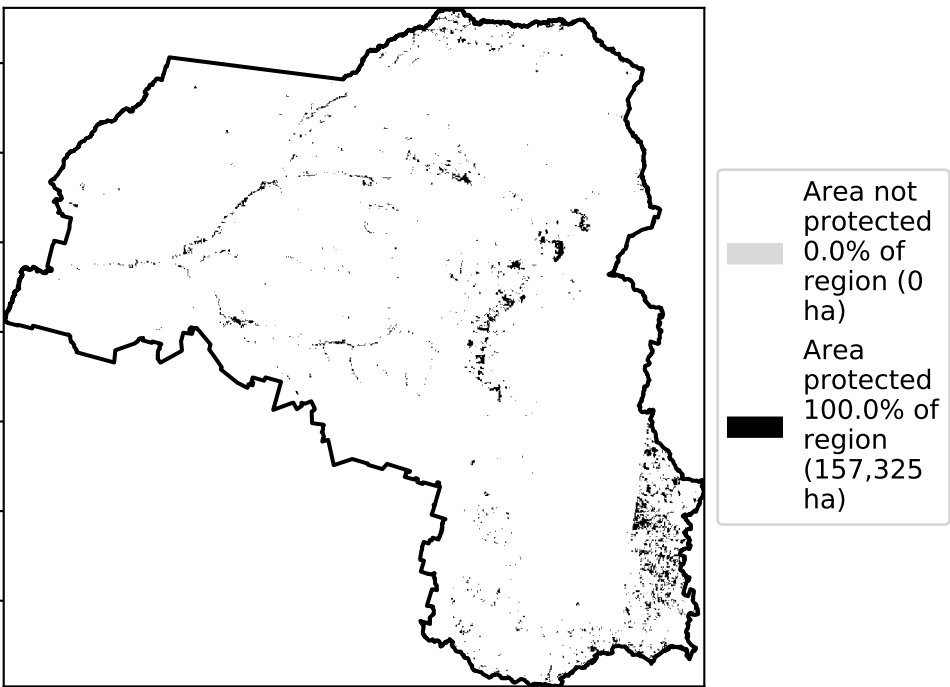 Area not
protected
0.0% of
region (0
ha)
Area
protected
100.0% of
region
(157,325
ha)